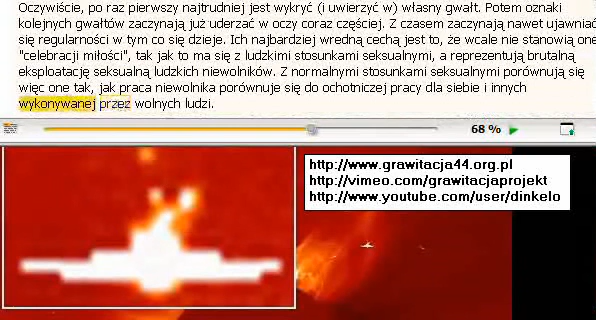 Oczywiście, po raz pierwszy najtrudniej jest wykryć (i uwierzyć w) własny gwałt. Potem oznaki
kolejnych gwałtów zaczynają już uderzać w oczy coraz częściej. Z czasem zaczynają nawet ujawniać
się regularności w tym co się dzieje. Ich najbardziej wredną cechą jest to, że wcale nie stanowią one
"celebracji miłości", tak jak to ma się z ludzkimi stosunkami seksualnymi, a reprezentują brutalną
eksploatację seksualną ludzkich niewolników. Z normalnymi stosunkami seksualnymi porównują się
więc one tak, jak praca niewolnika porównuje się do ochotniczej pracy dla siebie i innych
wykonywanej przez wolnych ludzi.
68 %
http://www.grawitacja44.org.pl
http://vimeo.com/grawitacjaprojekt
http://www.youtube.com/user/dinkelo